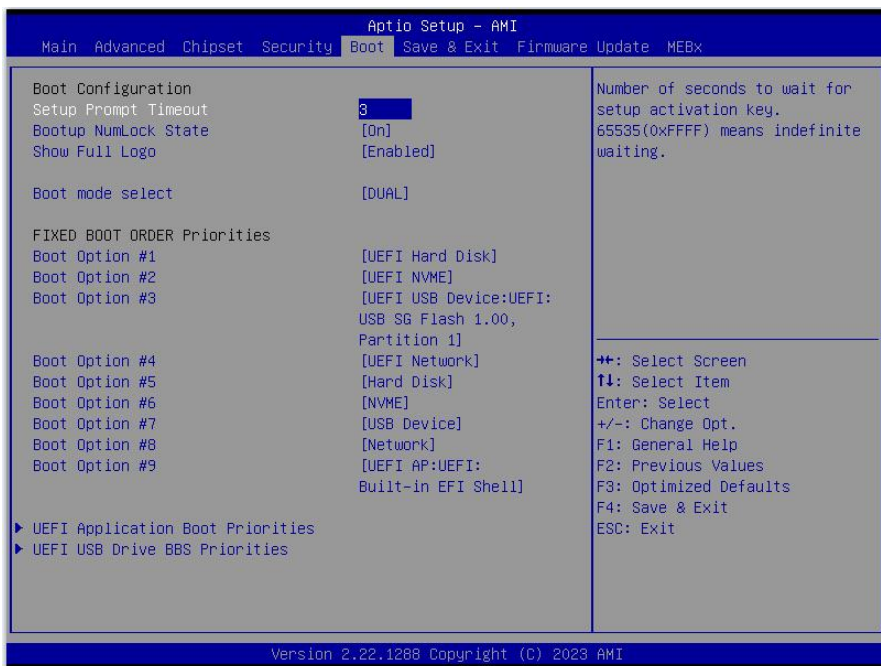 Aptio Setup – AMI
Main Advanced Chipset Security Boot Save & Exit Firmware Update MEBx
Boot Configuration
Setup Prompt Timeout 3
Bootup NumLock State [On]
Show Full Logo [Enabled]
Boot mode select [DUAL]
FIXED BOOT ORDER Priorities
Boot Option #1 [UEFI Hard Disk]
Boot Option #2 [UEFI NVME]
Boot Option #3 [UEFI USB Device:UEFI:
USB SG Flash 1.00,
Partition 1]
Boot Option #4 [UEFI Network]
Boot Option #5 [Hard Disk]
Boot Option #6 [NVME]
Boot Option #7 [USB Device]
Boot Option #8 [Network]
Boot Option #9 [UEFI AP:UEFI:
Built-in EFI Shell]
▶ UEFI Application Boot Priorities
▶ UEFI USB Drive BBS Priorities
Number of seconds to wait for
setup activation key.
65535(0xFFFF) means indefinite
waiting.
→←: Select Screen
↑↓: Select Item
Enter: Select
+/-: Change Opt.
F1: General Help
F2: Previous Values
F3: Optimized Defaults
F4: Save & Exit
ESC: Exit
Version 2.22.1288 Copyright (C) 2023 AMI